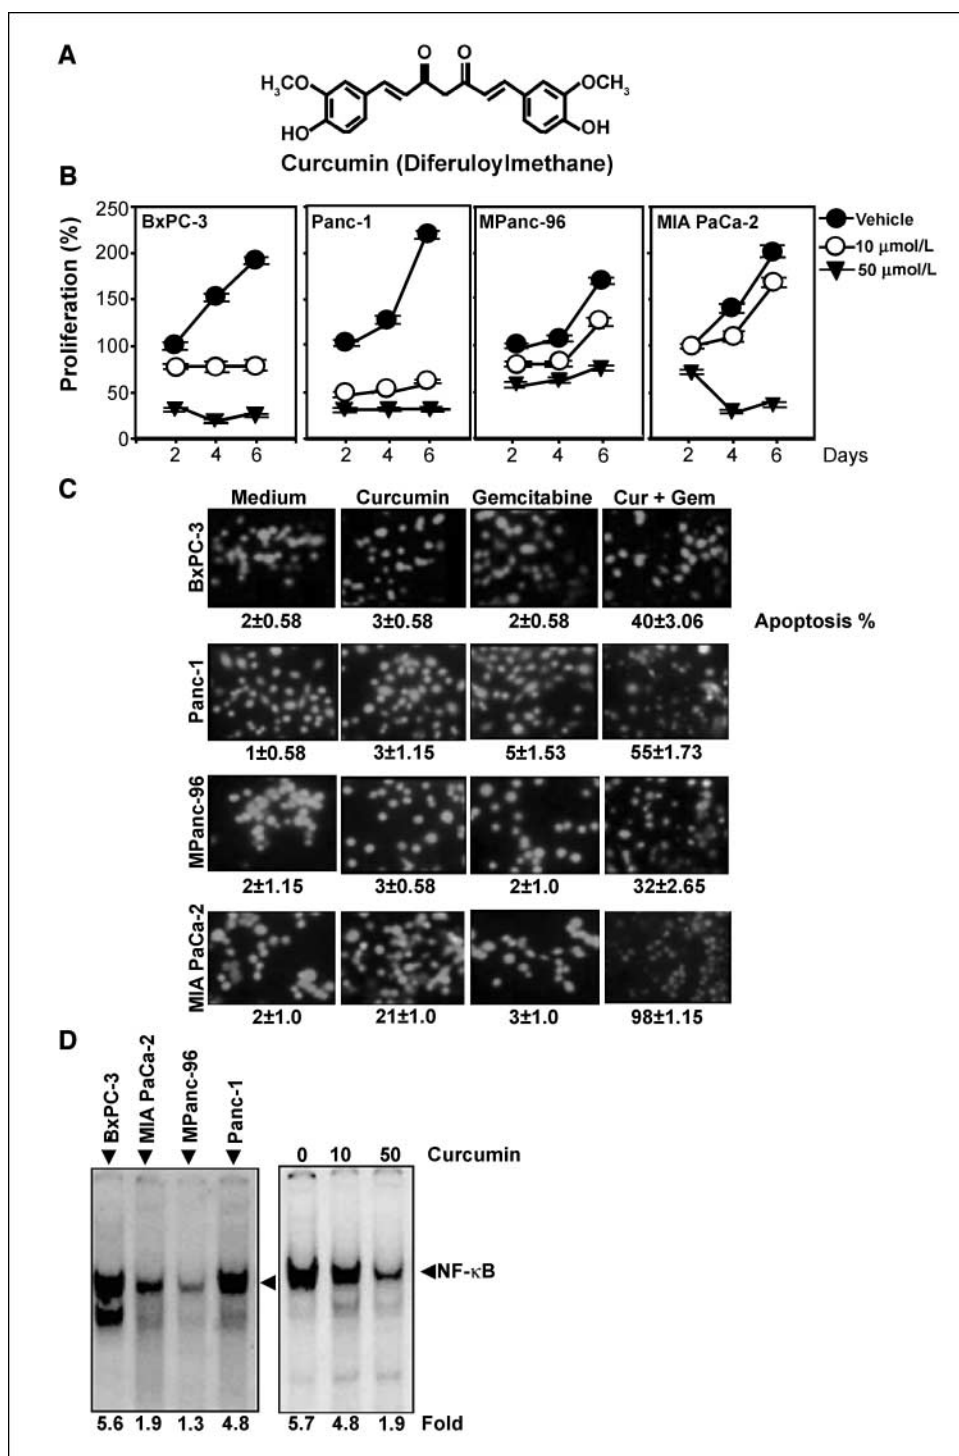 A
O O
H₃CO OCH₃
HO OH
Curcumin (Diferuloylmethane)
B
Proliferation (%)
250
200
150
100
50
0
BxPC-3 Panc-1 MPanc-96 MIA PaCa-2
Vehicle
10 µmol/L
50 µmol/L
2 4 6 2 4 6 2 4 6 2 4 6 Days
C
Medium Curcumin Gemcitabine Cur + Gem
BxPC-3
2±0.58 3±0.58 2±0.58 40±3.06 Apoptosis %
Panc-1
1±0.58 3±1.15 5±1.53 55±1.73
MPanc-96
2±1.15 3±0.58 2±1.0 32±2.65
MIA PaCa-2
2±1.0 21±1.0 3±1.0 98±1.15
D
BxPC-3 MIA PaCa-2 MPanc-96 Panc-1
0 10 50 Curcumin
NF-κB
5.6 1.9 1.3 4.8 5.7 4.8 1.9 Fold